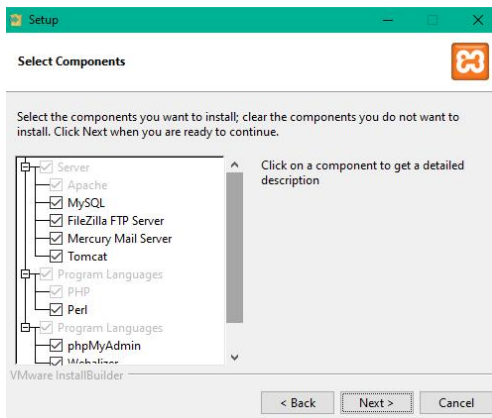 Setup
Select Components
Select the components you want to install; clear the components you do not want to
install. Click Next when you are ready to continue.
Server
Apache
MySQL
FileZilla FTP Server
Mercury Mail Server
Tomcat
Program Languages
PHP
Perl
Program Languages
phpMyAdmin
Webalizer
Click on a component to get a detailed
description
VMware InstallBuilder
< Back
Next >
Cancel